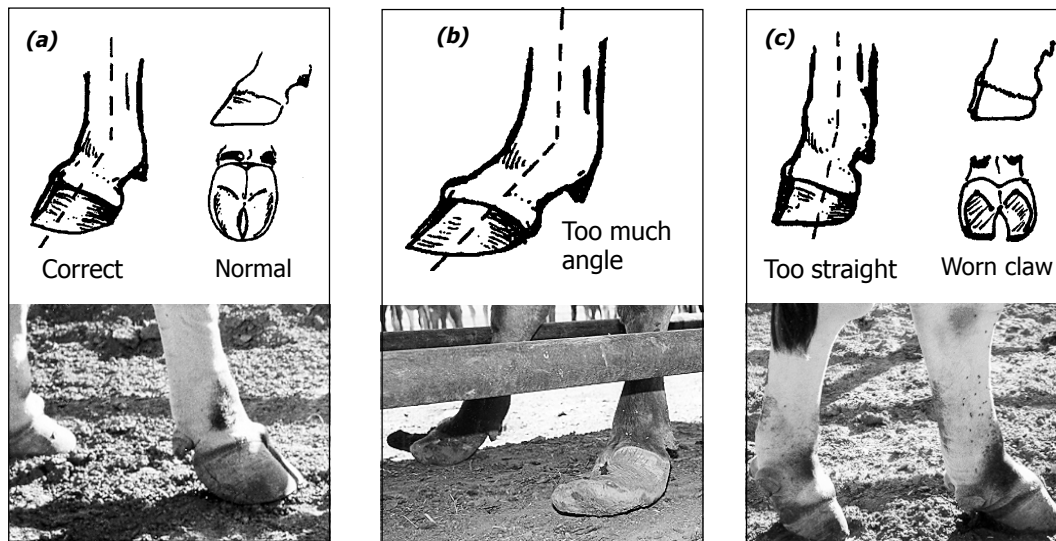 (a)
Correct
Normal
(b)
Too much
angle
(c)
Too straight
Worn claw